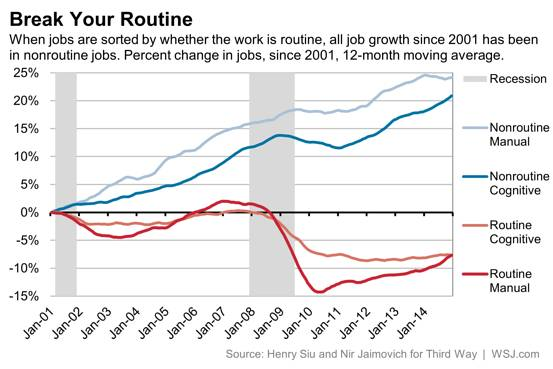 Break Your Routine
When jobs are sorted by whether the work is routine, all job growth since 2001 has been
in nonroutine jobs. Percent change in jobs, since 2001, 12-month moving average.
25%
20%
15%
10%
5%
0%
-5%
-10%
-15%
Jan-01
Jan-02
Jan-03
Jan-04
Jan-05
Jan-06
Jan-07
Jan-08
Jan-09
Jan-10
Jan-11
Jan-12
Jan-13
Jan-14
Recession
Nonroutine
Manual
Nonroutine
Cognitive
Routine
Cognitive
Routine
Manual
Source: Henry Siu and Nir Jaimovich for Third Way | WSJ.com